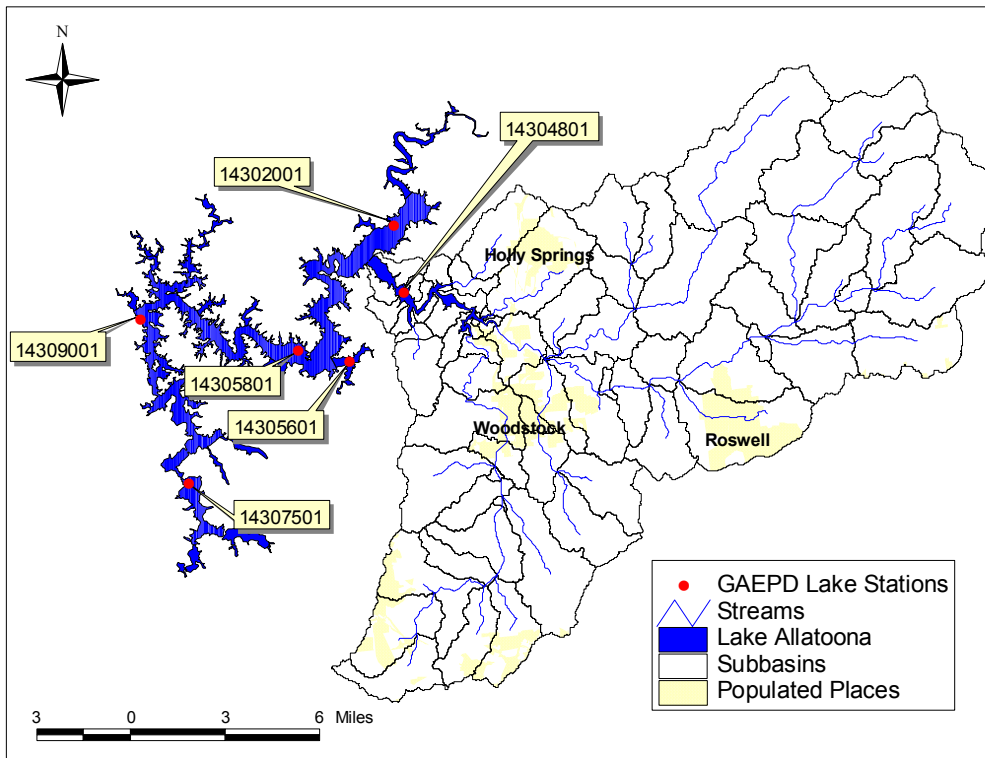 N
14304801
14302001
Holly Springs
14309001
14305801
14305601
Woodstock
Roswell
14307501
GAEPD Lake Stations
Streams
Lake Allatoona
Subbasins
Populated Places
3 0 3 6 Miles